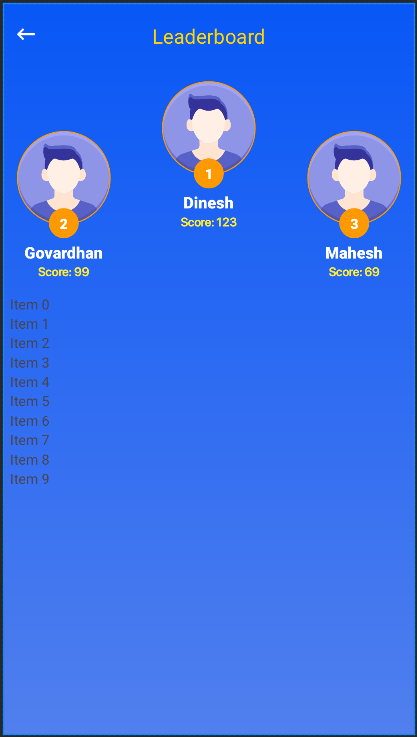 Leaderboard
1
Dinesh
Score: 123
2
Govardhan
Score: 99
3
Mahesh
Score: 69
Item 0
Item 1
Item 2
Item 3
Item 4
Item 5
Item 6
Item 7
Item 8
Item 9